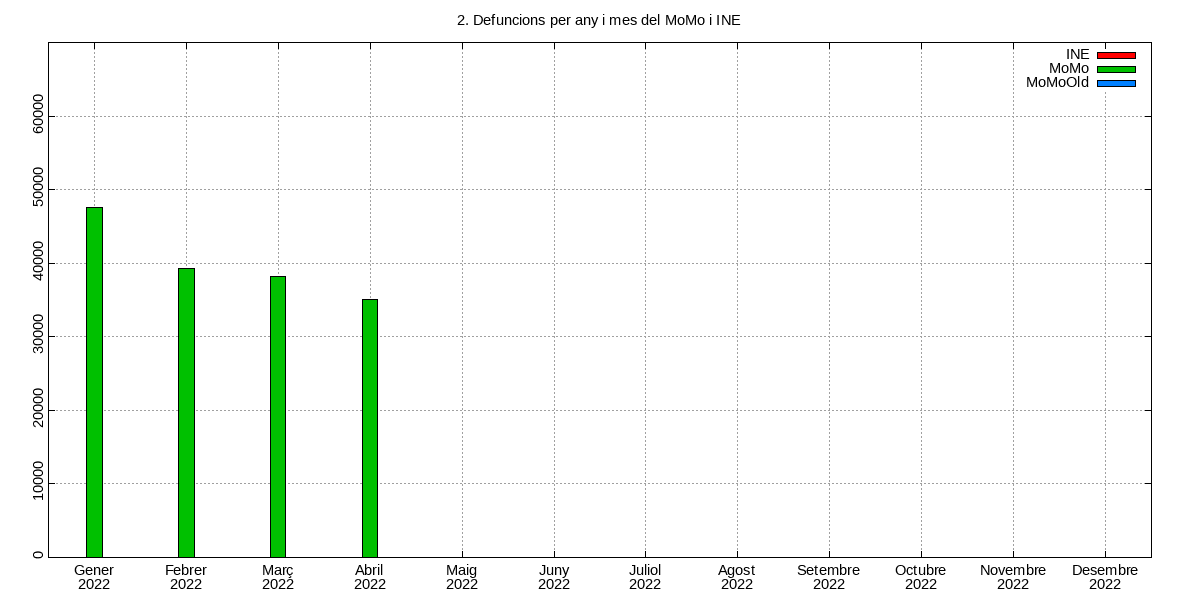 2. Defuncions per any i mes del MoMo i INE
INE
MoMo
MoMoOld
60000
50000
40000
30000
20000
10000
0
Gener Febrer Març Abril Maig Juny Juliol Agost Setembre Octubre Novembre Desembre
2022 2022 2022 2022 2022 2022 2022 2022 2022 2022 2022 2022